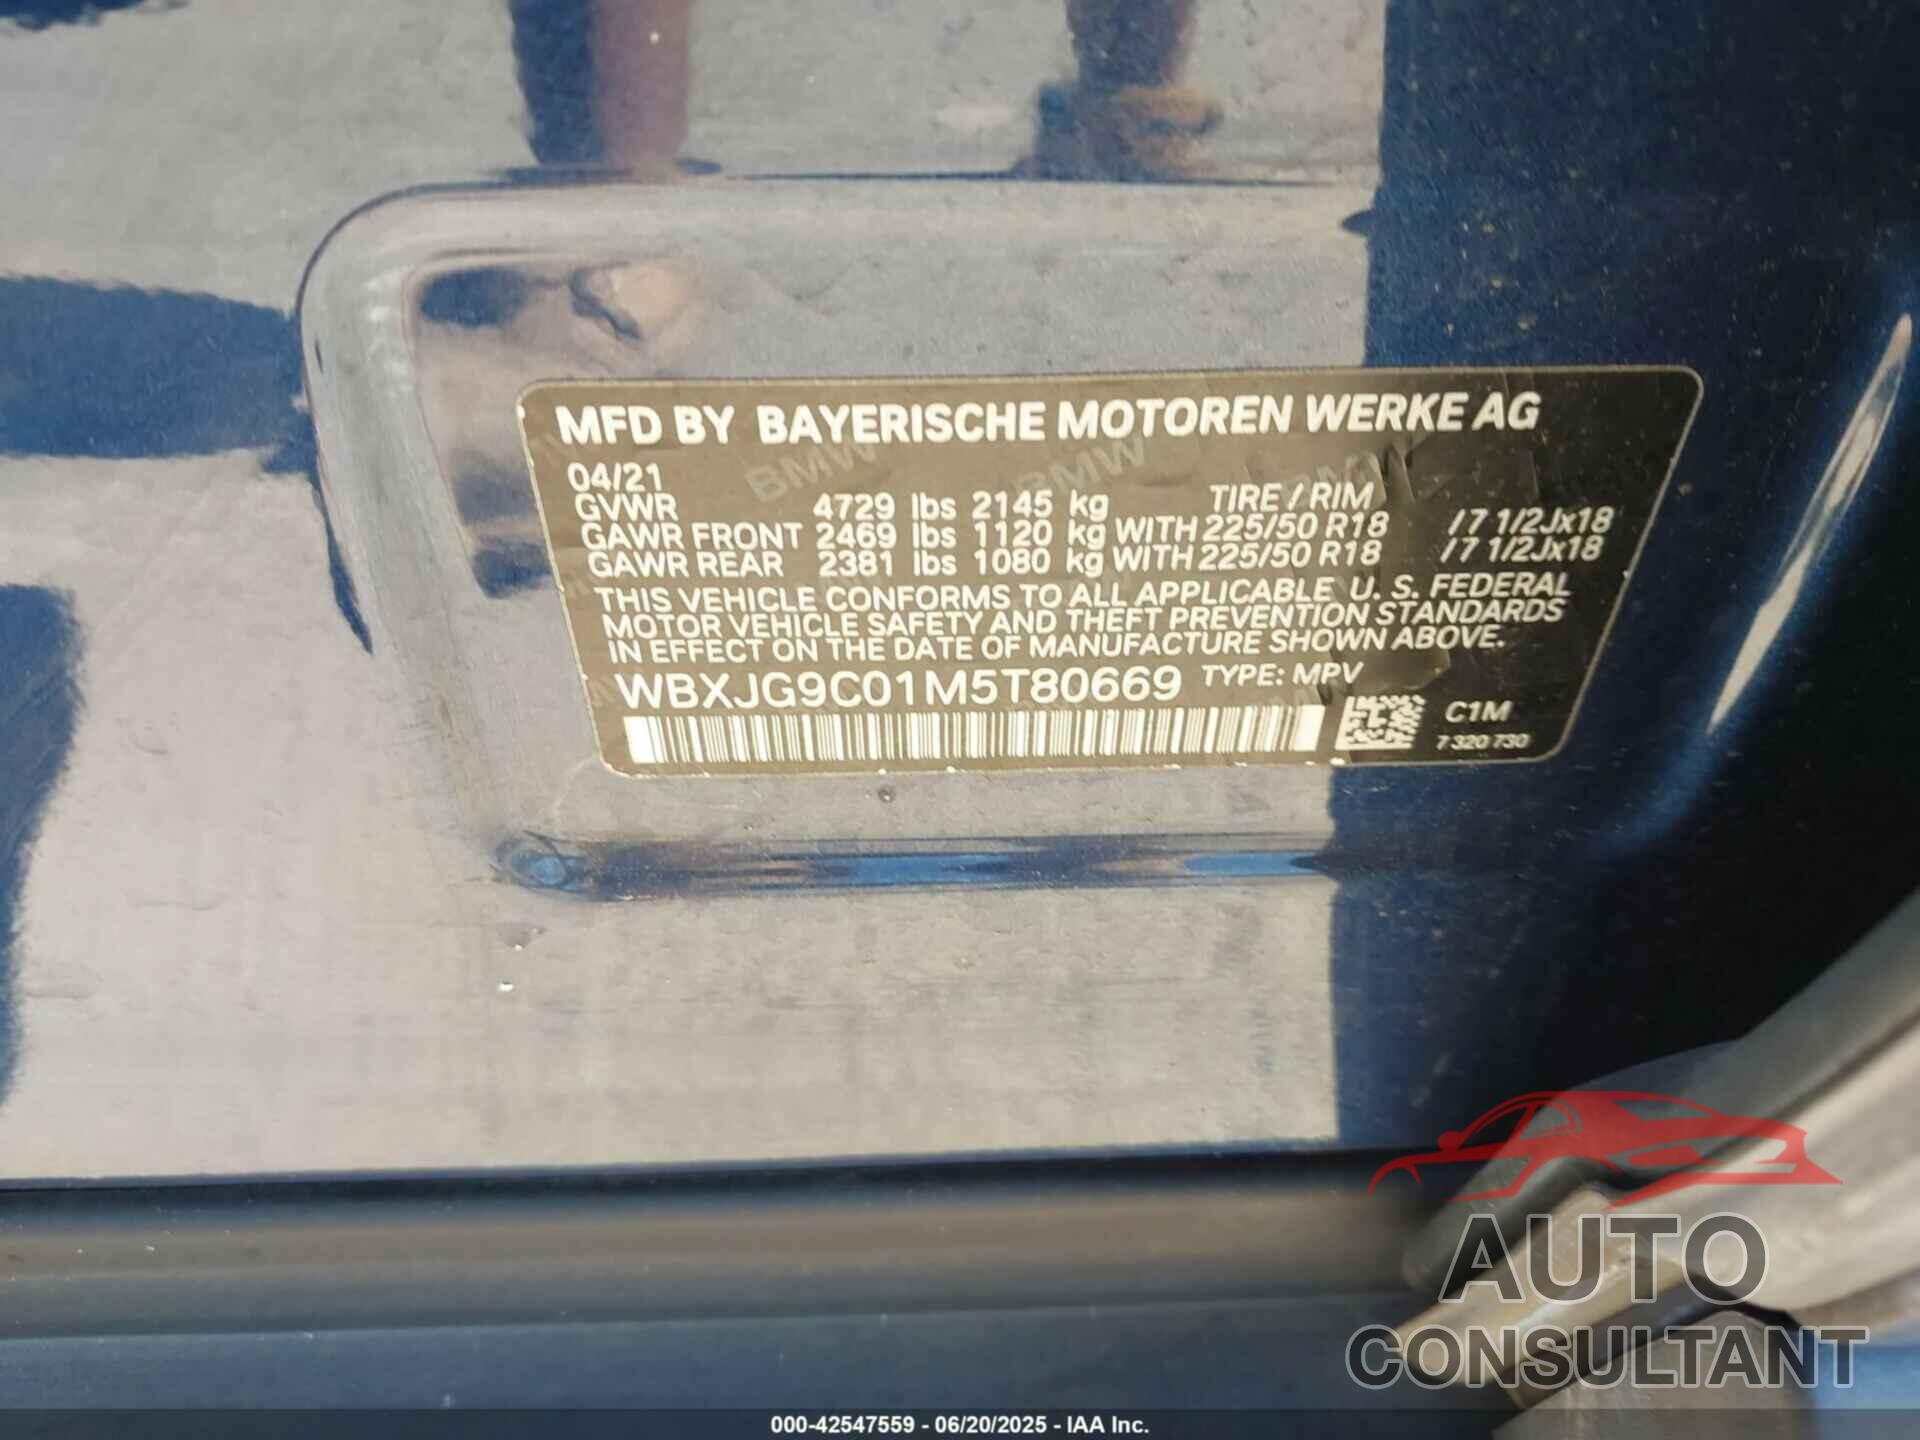 MFD BY BAYERISCHE MOTOREN WERKE AG
04/21
GVWR 4729 lbs 2145 kg TIRE / RIM
GAWR FRONT 2469 lbs 1120 kg WITH 225/50 R18 / 7 1/2Jx18
GAWR REAR 2381 lbs 1080 kg WITH 225/50 R18 / 7 1/2Jx18
THIS VEHICLE CONFORMS TO ALL APPLICABLE U. S. FEDERAL
MOTOR VEHICLE SAFETY AND THEFT PREVENTION STANDARDS
IN EFFECT ON THE DATE OF MANUFACTURE SHOWN ABOVE.
WBXJG9C01M5T80669 TYPE: MPV
C1M
7 320 730
BMW BMW BMW
AUTO
CONSULTANT
000-42547559 - 06/20/2025 - IAA Inc.